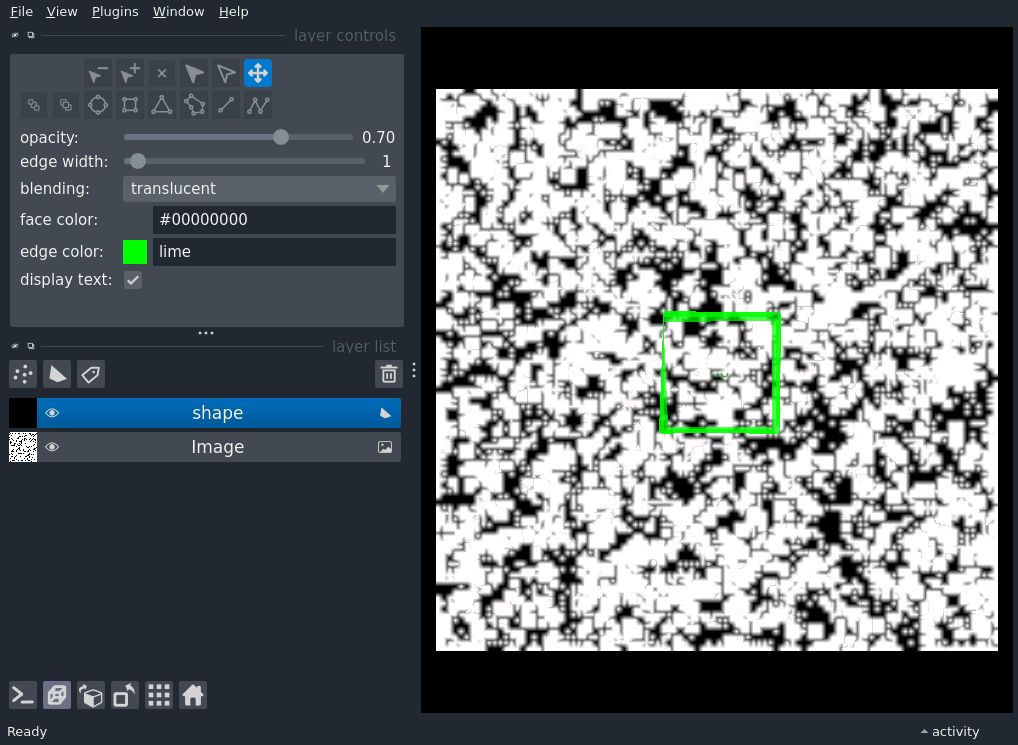 File View Plugins Window Help
layer controls
opacity: 0.70
edge width: 1
blending: translucent
face color: #00000000
edge color: lime
display text:
layer list
shape
Image
Ready
activity